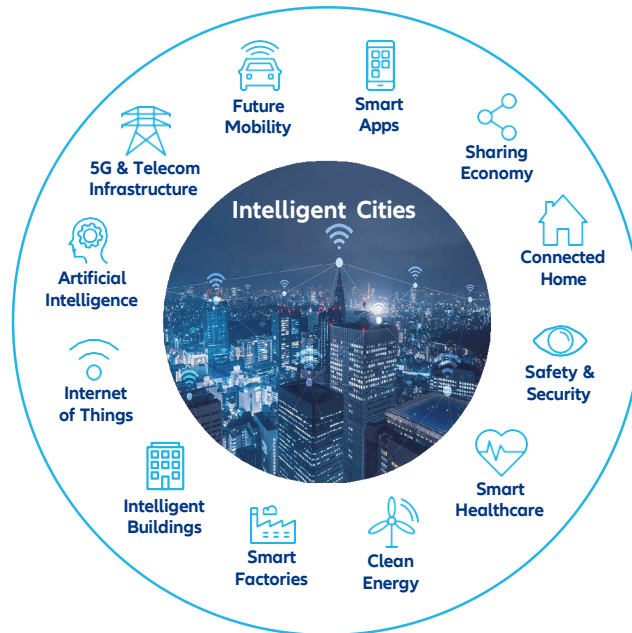 Future
Mobility
Smart
Apps
5G & Telecom
Infrastructure
Sharing
Economy
Intelligent Cities
Artificial
Intelligence
Connected
Home
Internet
of Things
Safety &
Security
Intelligent
Buildings
Smart
Healthcare
Smart
Factories
Clean
Energy